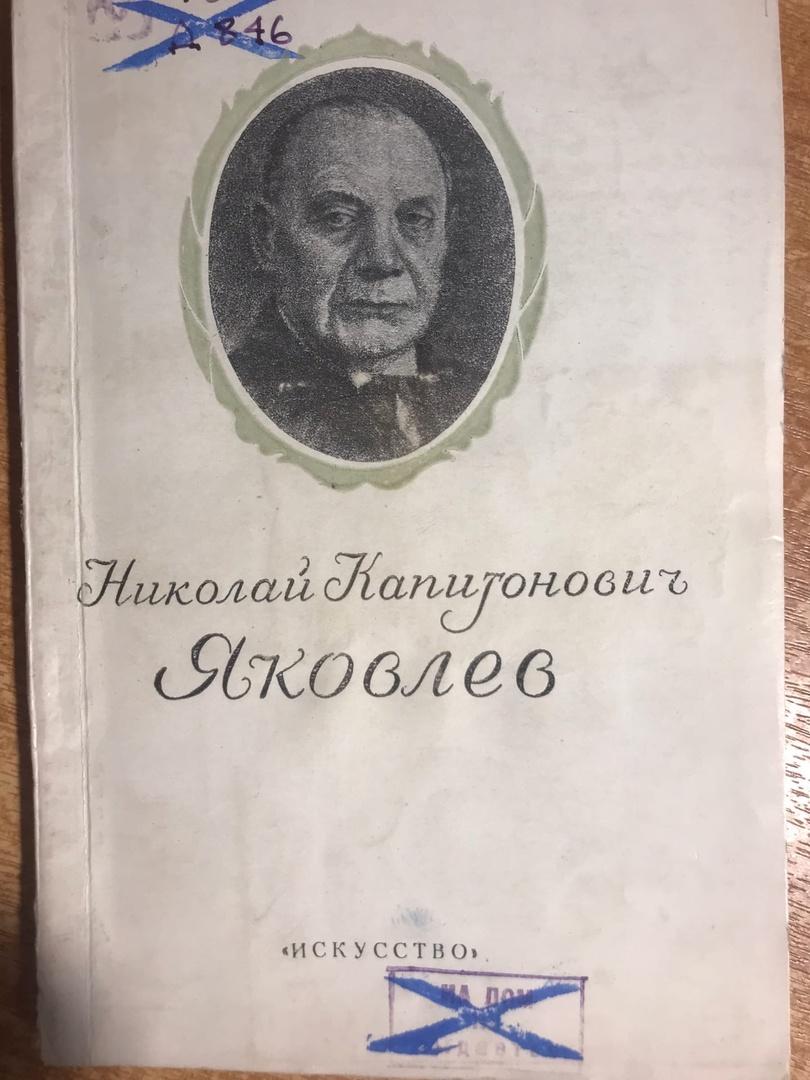 Д 846
Николай Капитонович
Яковлев
«ИСКУССТВО»
НА ДОМ